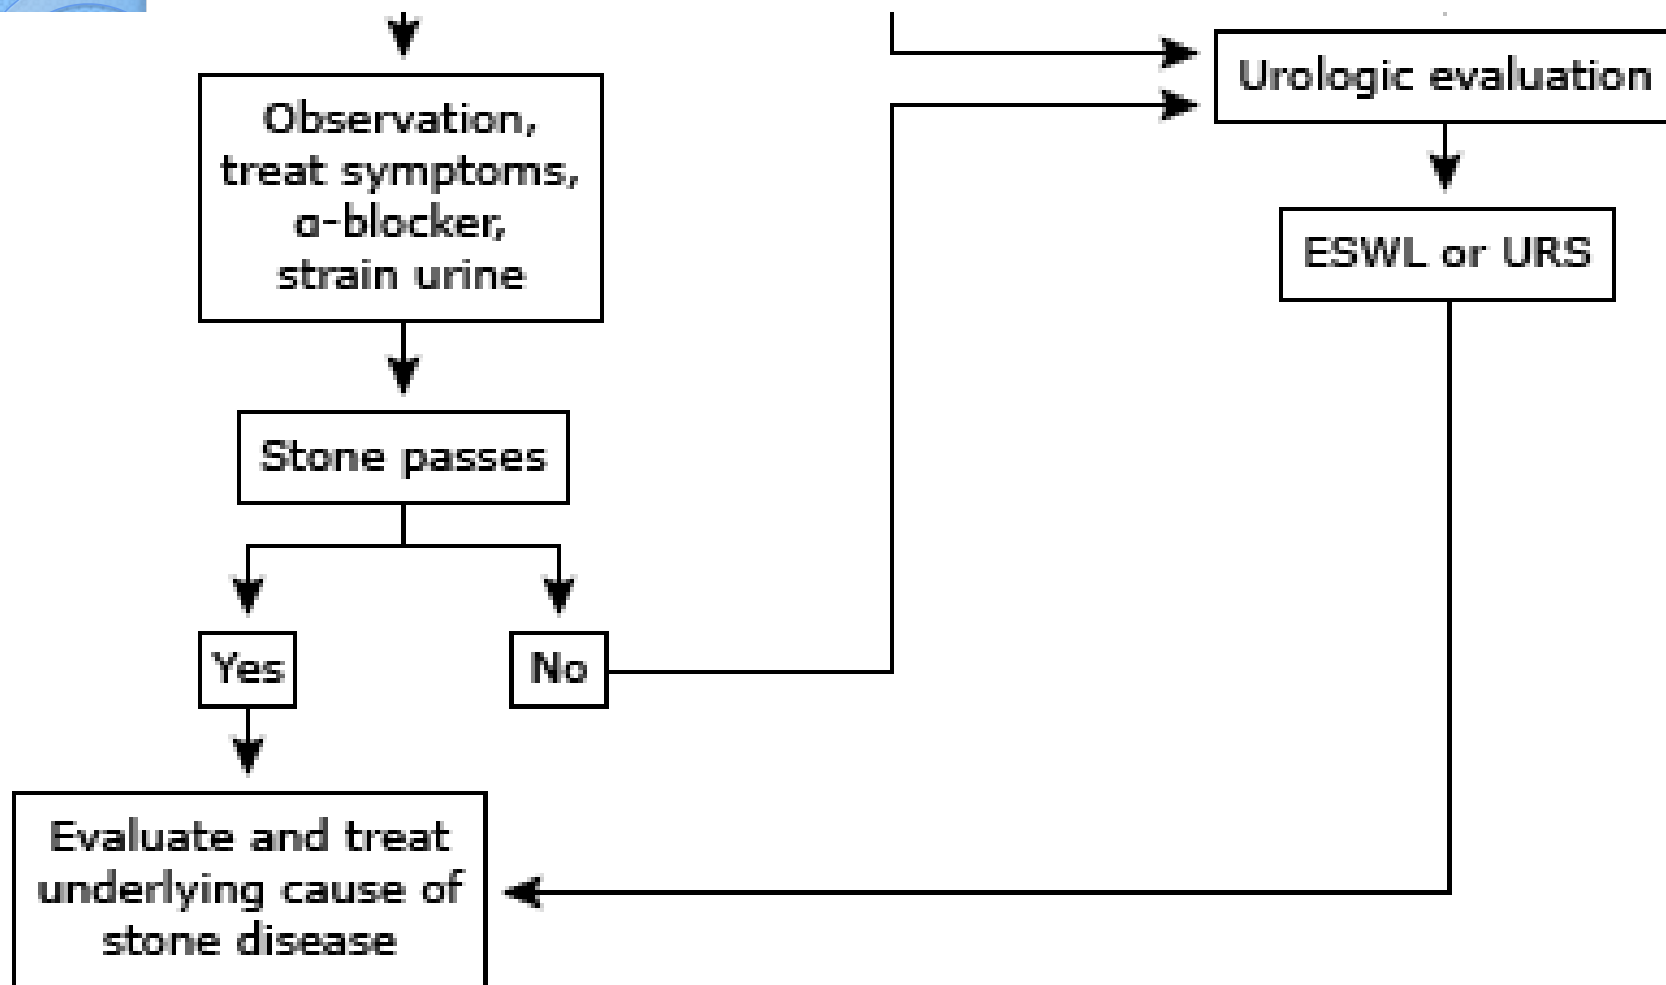 Observation,
treat symptoms,
α-blocker,
strain urine
Urologic evaluation
ESWL or URS
Stone passes
Yes
No
Evaluate and treat
underlying cause of
stone disease